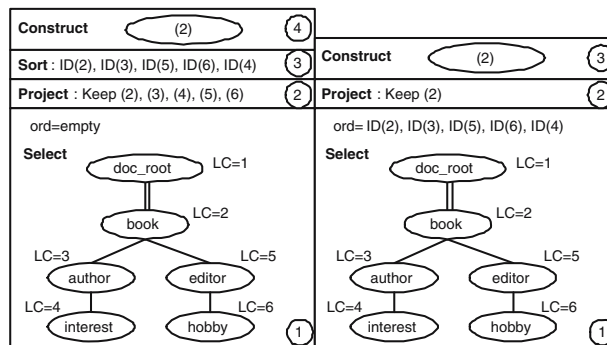 Construct (2) 4
Sort : ID(2), ID(3), ID(5), ID(6), ID(4) 3
Project : Keep (2), (3), (4), (5), (6) 2
ord=empty
Select
doc_root LC=1
book LC=2
LC=3 LC=5
author editor
LC=4 LC=6
interest hobby 1
Construct (2) 3
Project : Keep (2) 2
ord= ID(2), ID(3), ID(5), ID(6), ID(4)
Select
doc_root LC=1
book LC=2
LC=3 LC=5
author editor
LC=4 LC=6
interest hobby 1